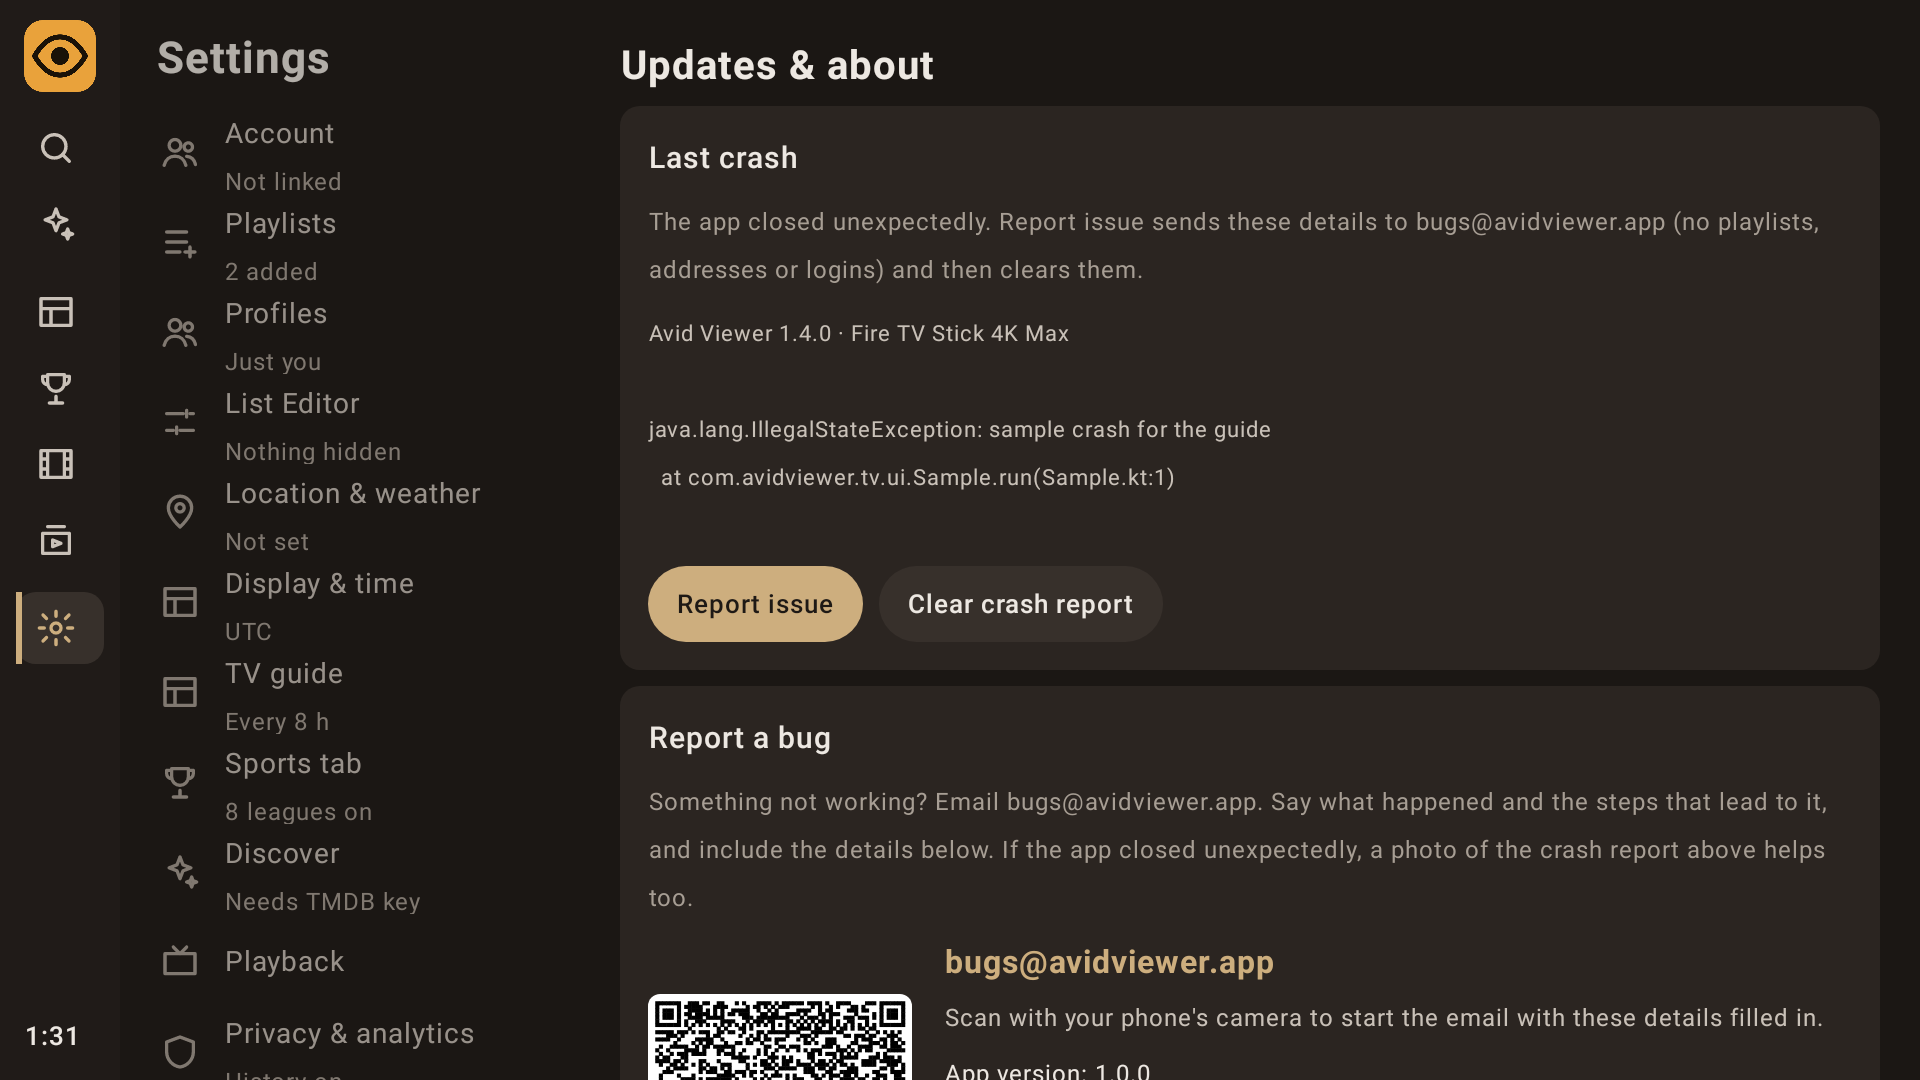 Settings
Account
Not linked
Playlists
2 added
Profiles
Just you
List Editor
Nothing hidden
Location & weather
Not set
Display & time
UTC
TV guide
Every 8 h
Sports tab
8 leagues on
Discover
Needs TMDB key
Playback
Privacy & analytics
History on
1:31
Updates & about
Last crash
The app closed unexpectedly. Report issue sends these details to bugs@avidviewer.app (no playlists,
addresses or logins) and then clears them.
Avid Viewer 1.4.0 · Fire TV Stick 4K Max
java.lang.IllegalStateException: sample crash for the guide
at com.avidviewer.tv.ui.Sample.run(Sample.kt:1)
Report issue
Clear crash report
Report a bug
Something not working? Email bugs@avidviewer.app. Say what happened and the steps that lead to it,
and include the details below. If the app closed unexpectedly, a photo of the crash report above helps
too.
bugs@avidviewer.app
Scan with your phone's camera to start the email with these details filled in.
App version: 1.0.0